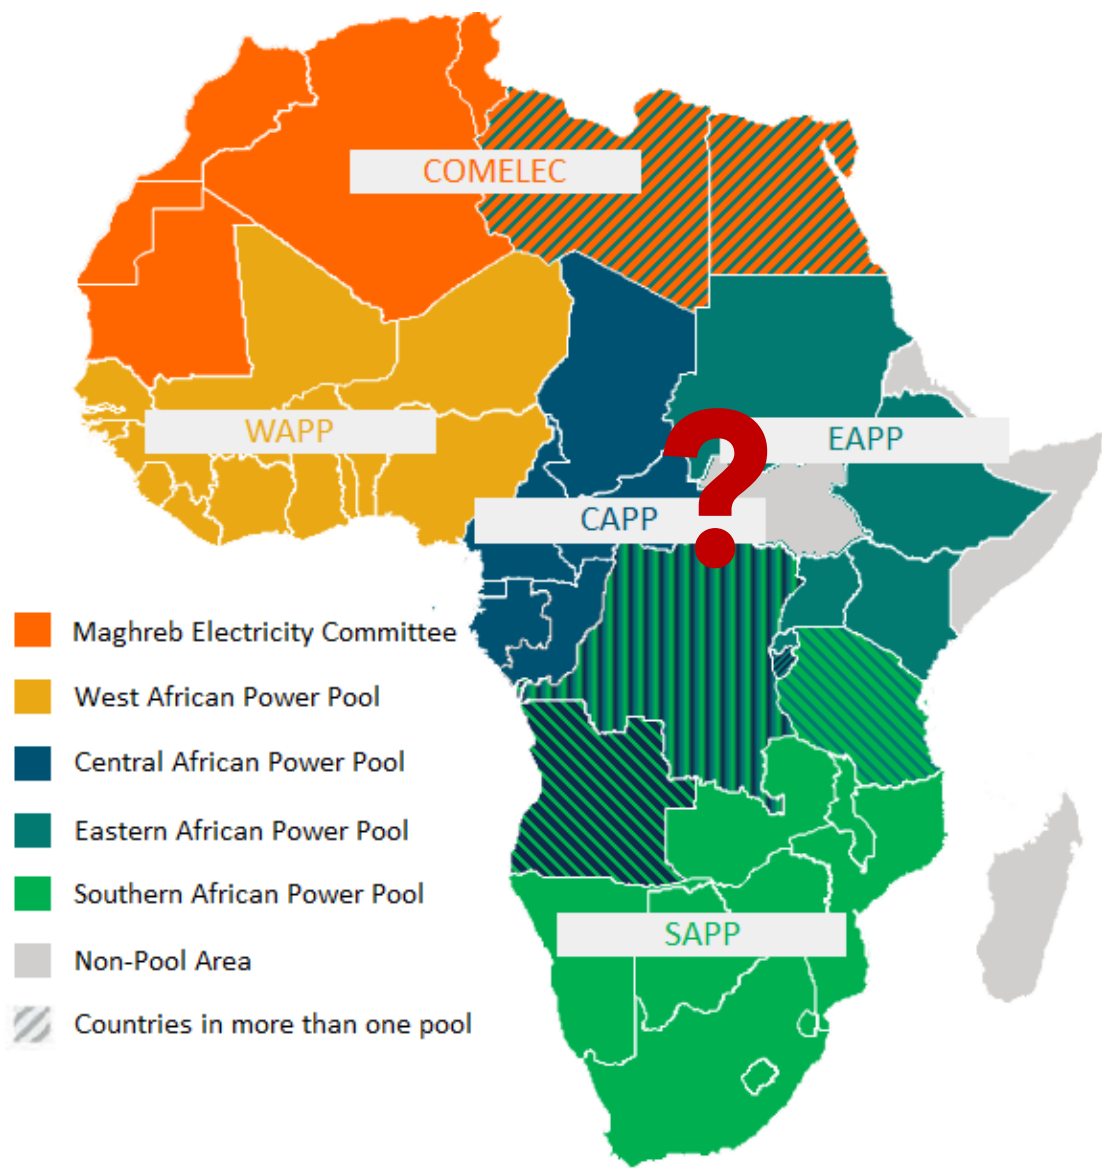 COMELEC
WAPP
EAPP
?
CAPP
Maghreb Electricity Committee
West African Power Pool
Central African Power Pool
Eastern African Power Pool
Southern African Power Pool
SAPP
Non-Pool Area
Countries in more than one pool